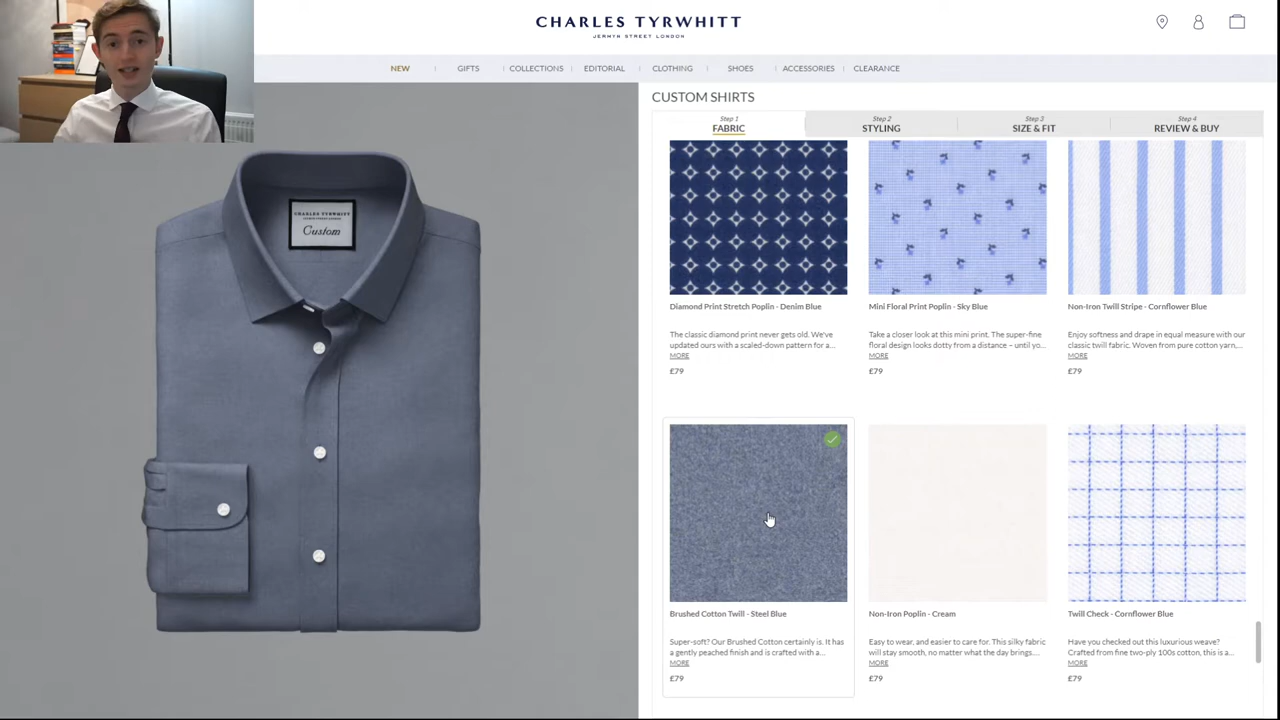 CHARLES TYRWHITT
JERMYN STREET LONDON
NEW
GIFTS
COLLECTIONS
EDITORIAL
CLOTHING
SHOES
ACCESSORIES
CLEARANCE
CUSTOM SHIRTS
Step 1
FABRIC
Step 2
STYLING
Step 3
SIZE & FIT
Step 4
REVIEW & BUY
CHARLES TYRWHITT
JERMYN STREET LONDON
Custom
Diamond Print Stretch Poplin - Denim Blue
The classic diamond print never gets old. We've
updated ours with a scaled-down pattern for a...
MORE
£79
Mini Floral Print Poplin - Sky Blue
Take a closer look at this mini print. The super-fine
floral design looks dotty from a distance – until yo...
MORE
£79
Non-Iron Twill Stripe - Cornflower Blue
Enjoy softness and drape in equal measure with our
classic twill fabric. Woven from pure cotton yarn,...
MORE
£79
Brushed Cotton Twill - Steel Blue
Super-soft? Our Brushed Cotton certainly is. It has
a gently peached finish and is crafted with a...
MORE
£79
Non-Iron Poplin - Cream
Easy to wear, and easier to care for. This silky fabric
will stay smooth, no matter what the day brings....
MORE
£79
Twill Check - Cornflower Blue
Have you checked out this luxurious weave?
Crafted from fine two-ply 100s cotton, this is a...
MORE
£79